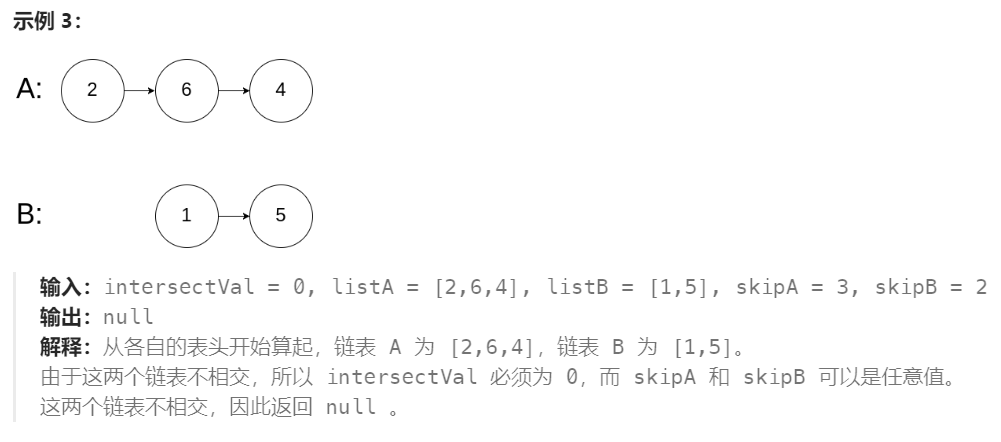 示例 3：
A: 2 6 4
B: 1 5
输入：intersectVal = 0, listA = [2,6,4], listB = [1,5], skipA = 3, skipB = 2
输出：null
解释：从各自的表头开始算起，链表 A 为 [2,6,4]，链表 B 为 [1,5]。
由于这两个链表不相交，所以 intersectVal 必须为 0，而 skipA 和 skipB 可以是任意值。
这两个链表不相交，因此返回 null 。